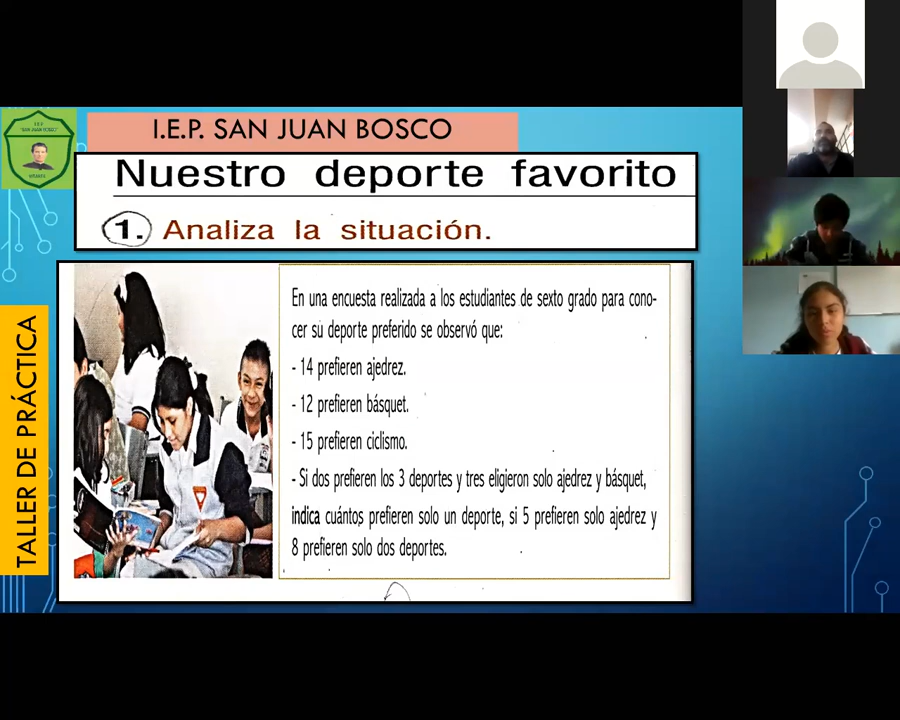 I.E.P.
"SAN JUAN BOSCO"
I.E.P. SAN JUAN BOSCO
Nuestro deporte favorito
1. Analiza la situación.
TALLER DE PRÁCTICA
En una encuesta realizada a los estudiantes de sexto grado para cono-
cer su deporte preferido se observó que:
- 14 prefieren ajedrez.
- 12 prefieren básquet.
- 15 prefieren ciclismo.
- Si dos prefieren los 3 deportes y tres eligieron solo ajedrez y básquet,
indica cuántos prefieren solo un deporte, si 5 prefieren solo ajedrez y
8 prefieren solo dos deportes.